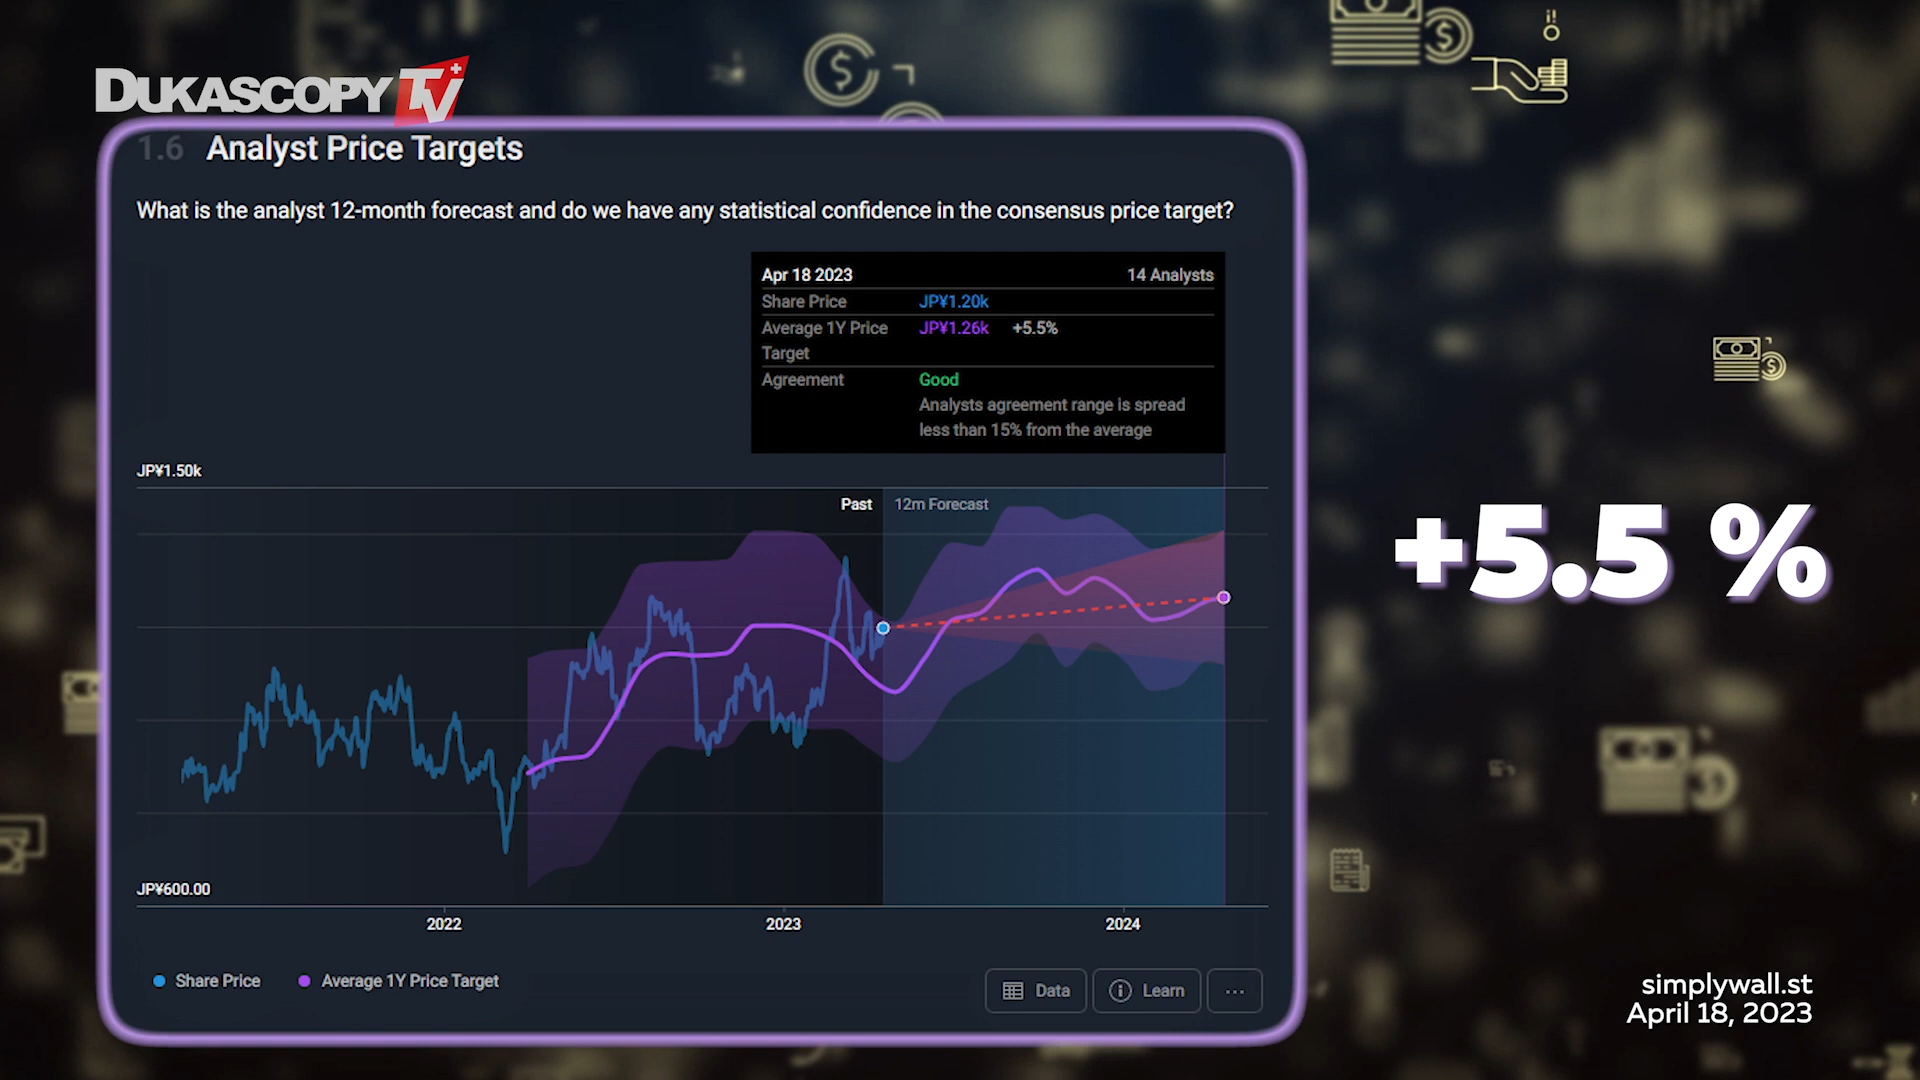 DUKASCOPY TV+
1.6 Analyst Price Targets
What is the analyst 12-month forecast and do we have any statistical confidence in the consensus price target?
Apr 18 2023 14 Analysts
Share Price JP¥1.20k
Average 1Y Price Target JP¥1.26k +5.5%
Agreement Good
Analysts agreement range is spread
less than 15% from the average
JP¥1.50k
Past 12m Forecast
+5.5 %
JP¥600.00
2022 2023 2024
Share Price Average 1Y Price Target
Data Learn ...
simplywall.st
April 18, 2023